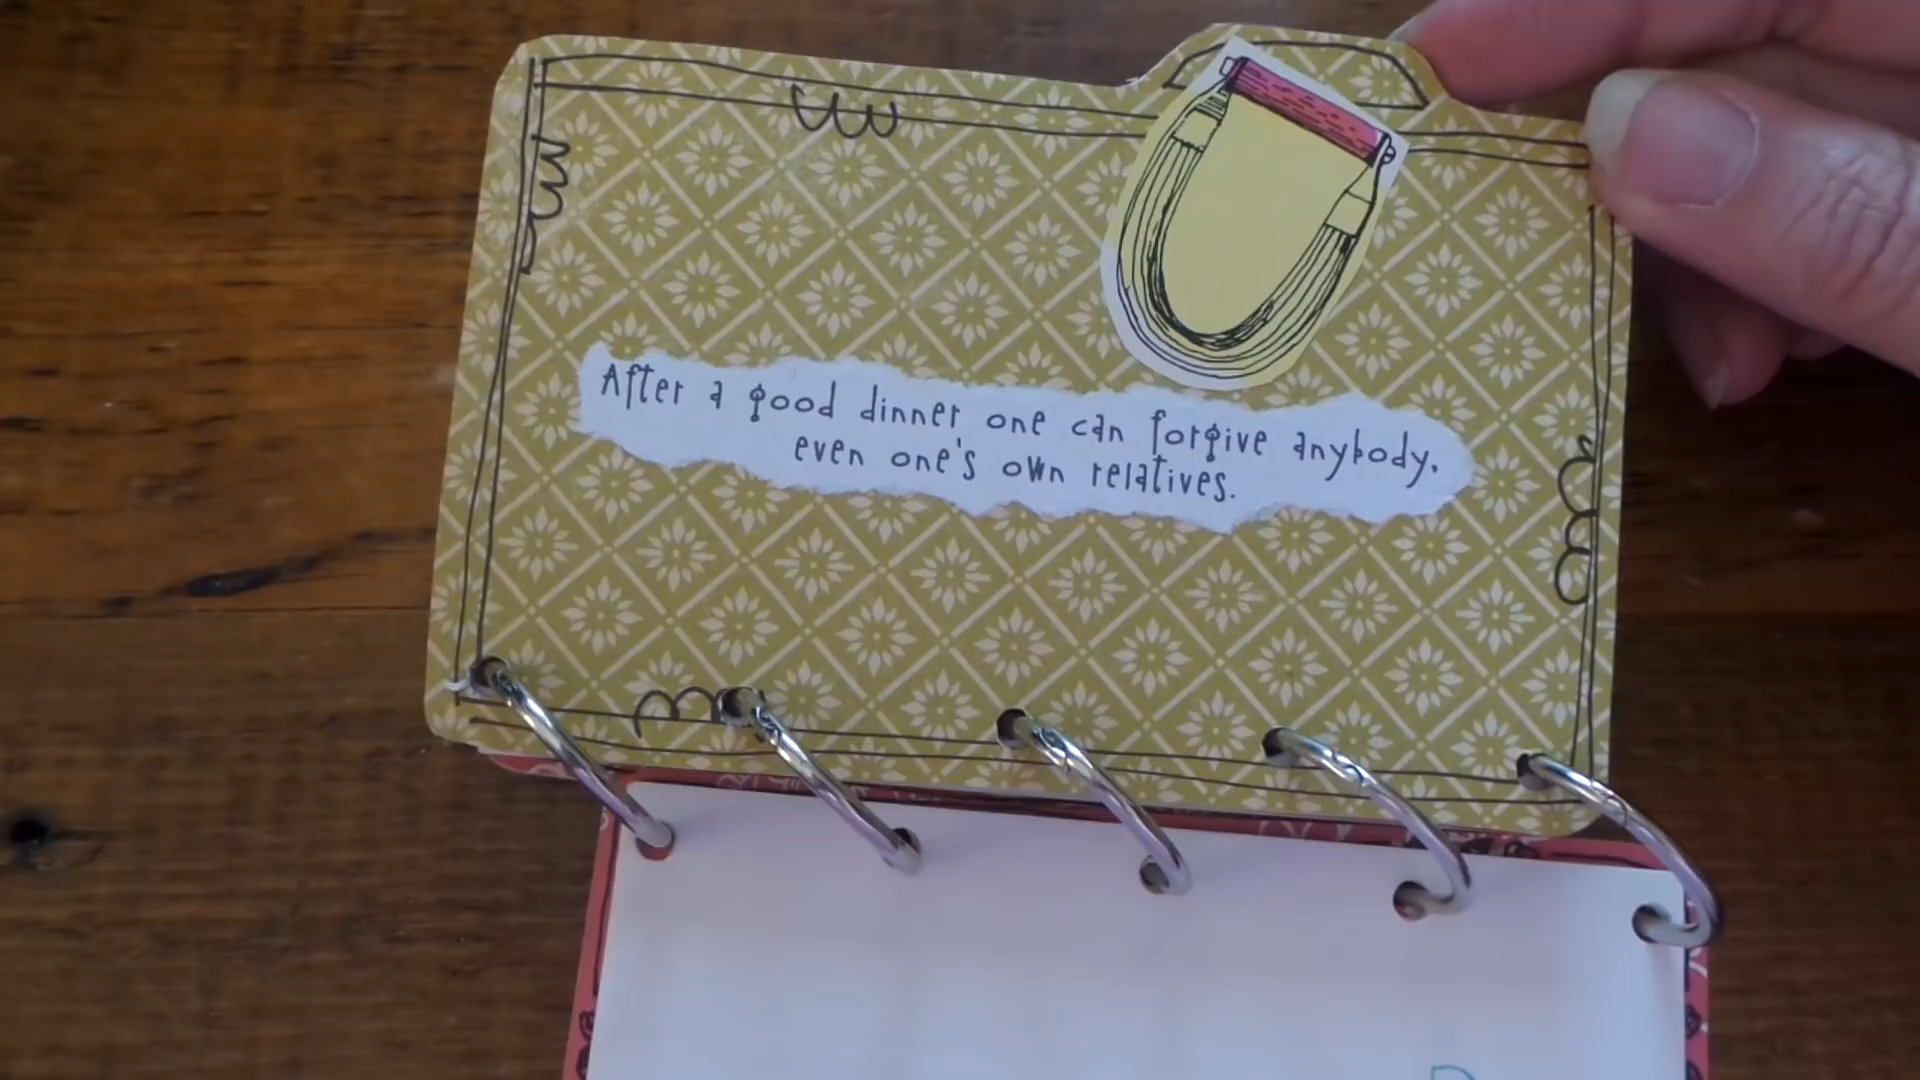 After a good dinner one can forgive anybody,
even one's own relatives.